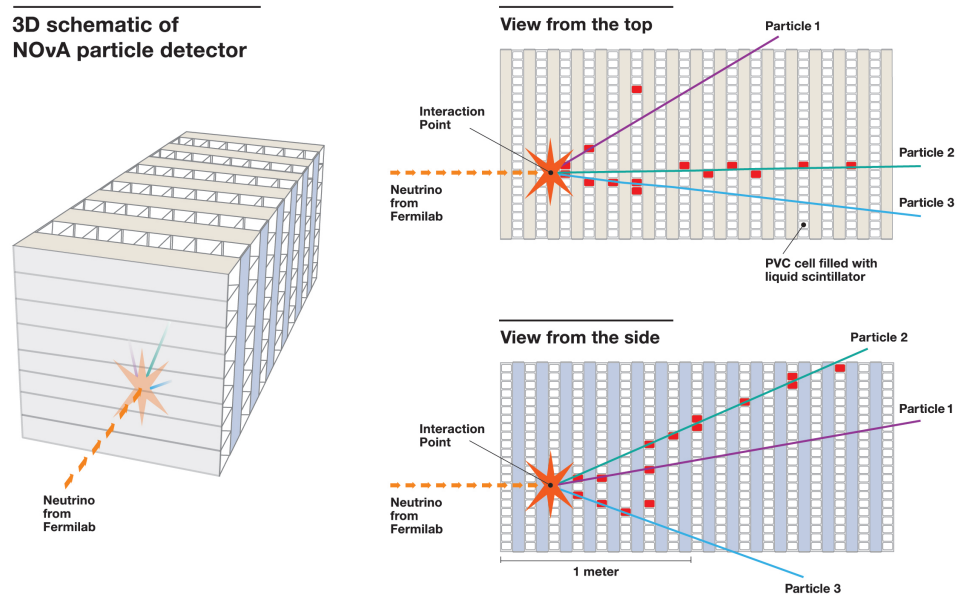 3D schematic of
NOνA particle detector
Neutrino
from
Fermilab
View from the top
Particle 1
Interaction
Point
Particle 2
Neutrino
from
Fermilab
Particle 3
PVC cell filled with
liquid scintillator
View from the side
Particle 2
Particle 1
Interaction
Point
Neutrino
from
Fermilab
1 meter
Particle 3